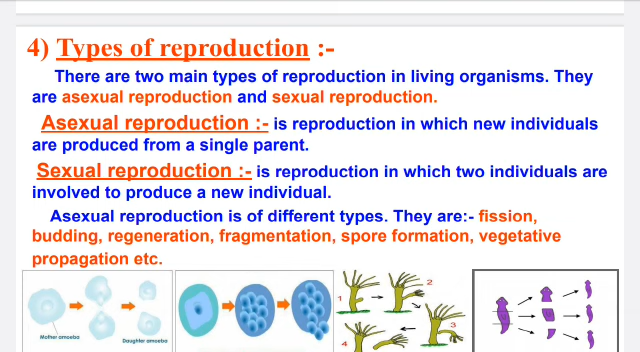 4) Types of reproduction :-
There are two main types of reproduction in living organisms. They
are asexual reproduction and sexual reproduction.
Asexual reproduction :- is reproduction in which new individuals
are produced from a single parent.
Sexual reproduction :- is reproduction in which two individuals are
involved to produce a new individual.
Asexual reproduction is of different types. They are:- fission,
budding, regeneration, fragmentation, spore formation, vegetative
propagation etc.
1
2
3
4
Mother amoeba
Daughter amoeba